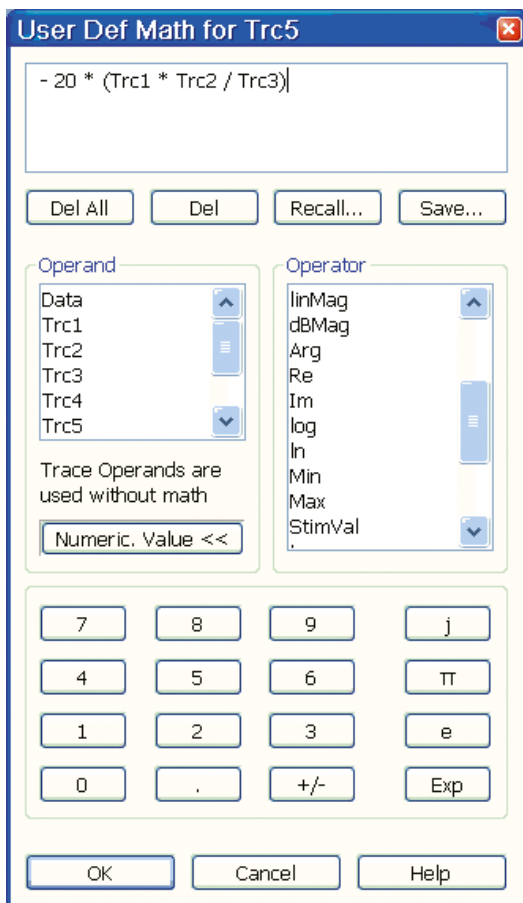 User Def Math for Trc5
- 20 * (Trc1 * Trc2 / Trc3)
Del All
Del
Recall...
Save...
Operand
Data
Trc1
Trc2
Trc3
Trc4
Trc5
Trace Operands are
used without math
Numeric. Value <<
Operator
linMag
dBMag
Arg
Re
Im
log
ln
Min
Max
StimVal
7 8 9 j
4 5 6 π
1 2 3 e
0 . +/- Exp
OK Cancel Help